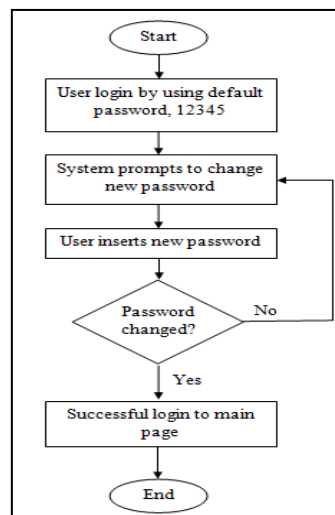 Start
User login by using default
password, 12345
System prompts to change
new password
User inserts new password
Password
changed?
No
Yes
Successful login to main
page
End